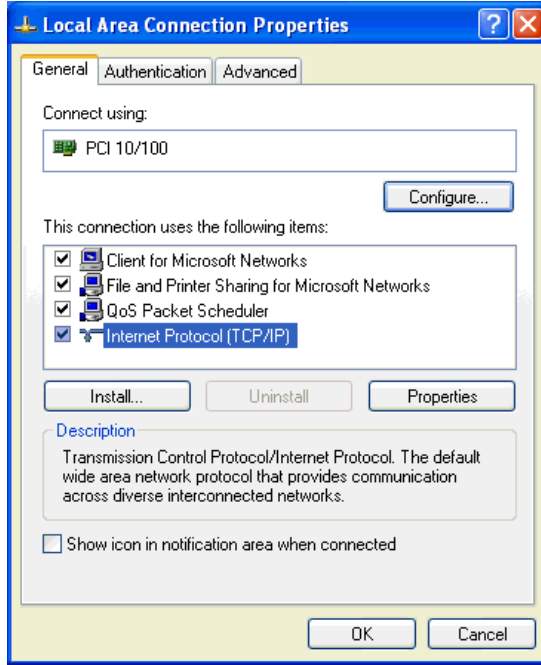 Local Area Connection Properties
General Authentication Advanced
Connect using:
PCI 10/100
Configure...
This connection uses the following items:
Client for Microsoft Networks
File and Printer Sharing for Microsoft Networks
QoS Packet Scheduler
Internet Protocol (TCP/IP)
Install... Uninstall Properties
Description
Transmission Control Protocol/Internet Protocol. The default
wide area network protocol that provides communication
across diverse interconnected networks.
Show icon in notification area when connected
OK Cancel